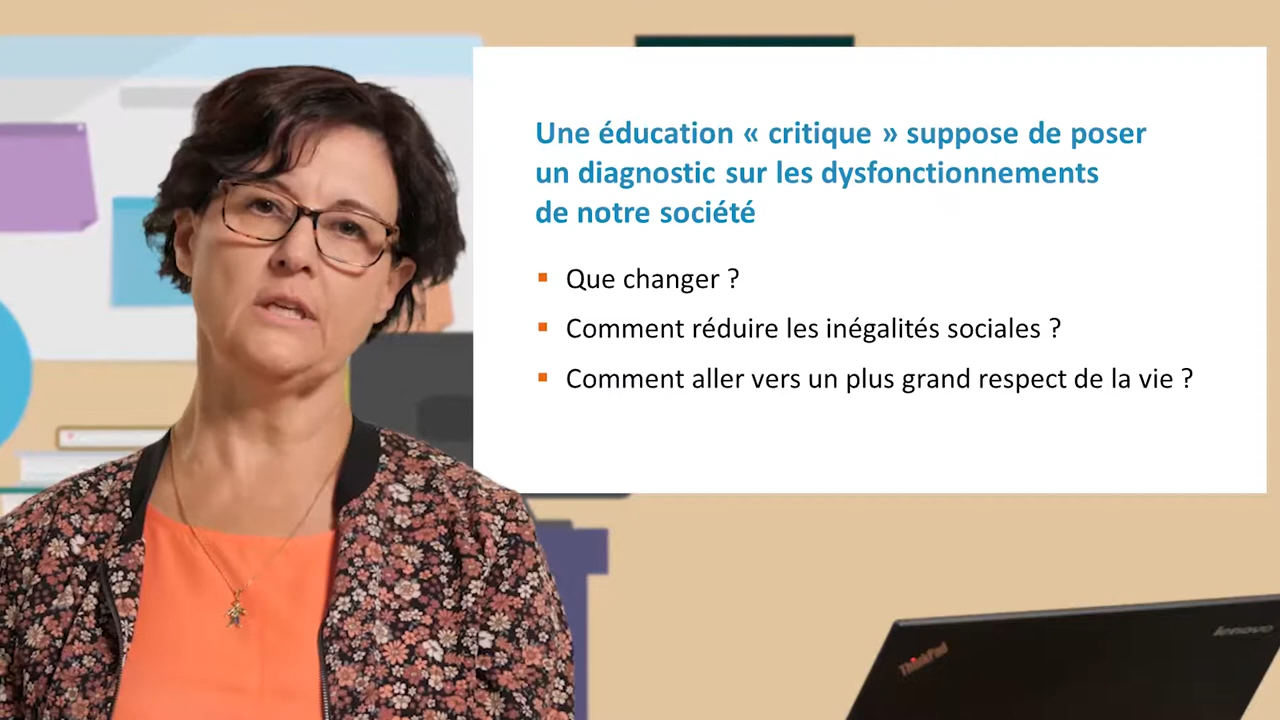 Une éducation « critique » suppose de poser
un diagnostic sur les dysfonctionnements
de notre société
▪ Que changer ?
▪ Comment réduire les inégalités sociales ?
▪ Comment aller vers un plus grand respect de la vie ?
ThinkPad
lenovo